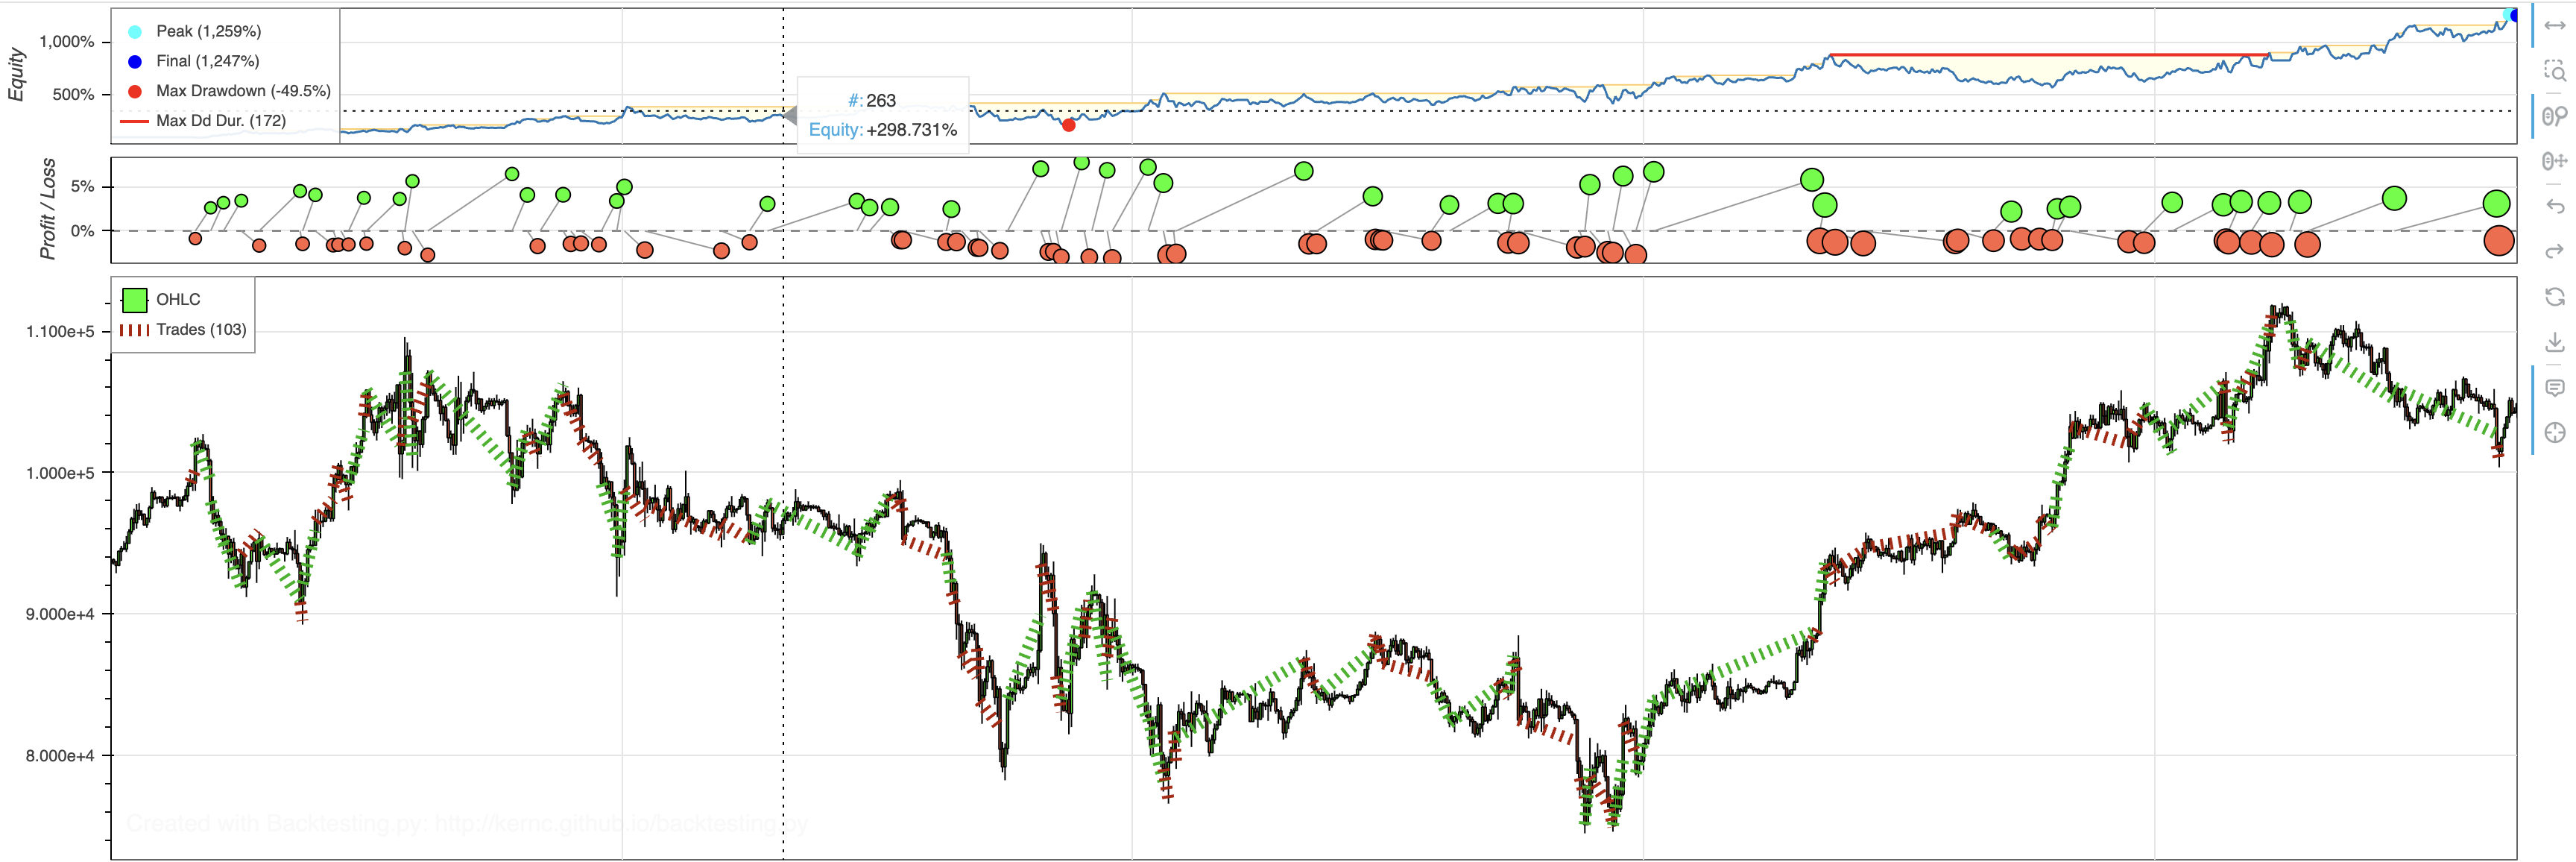 Equity
1,000%
500%
Peak (1,259%)
Final (1,247%)
Max Drawdown (-49.5%)
Max Dd Dur. (172)
#: 263
Equity: +298.731%
Profit / Loss
5%
0%
OHLC
Trades (103)
1.100e+5
1.000e+5
9.000e+4
8.000e+4
Created with Backtesting.py: http://kernc.github.io/backtesting.py